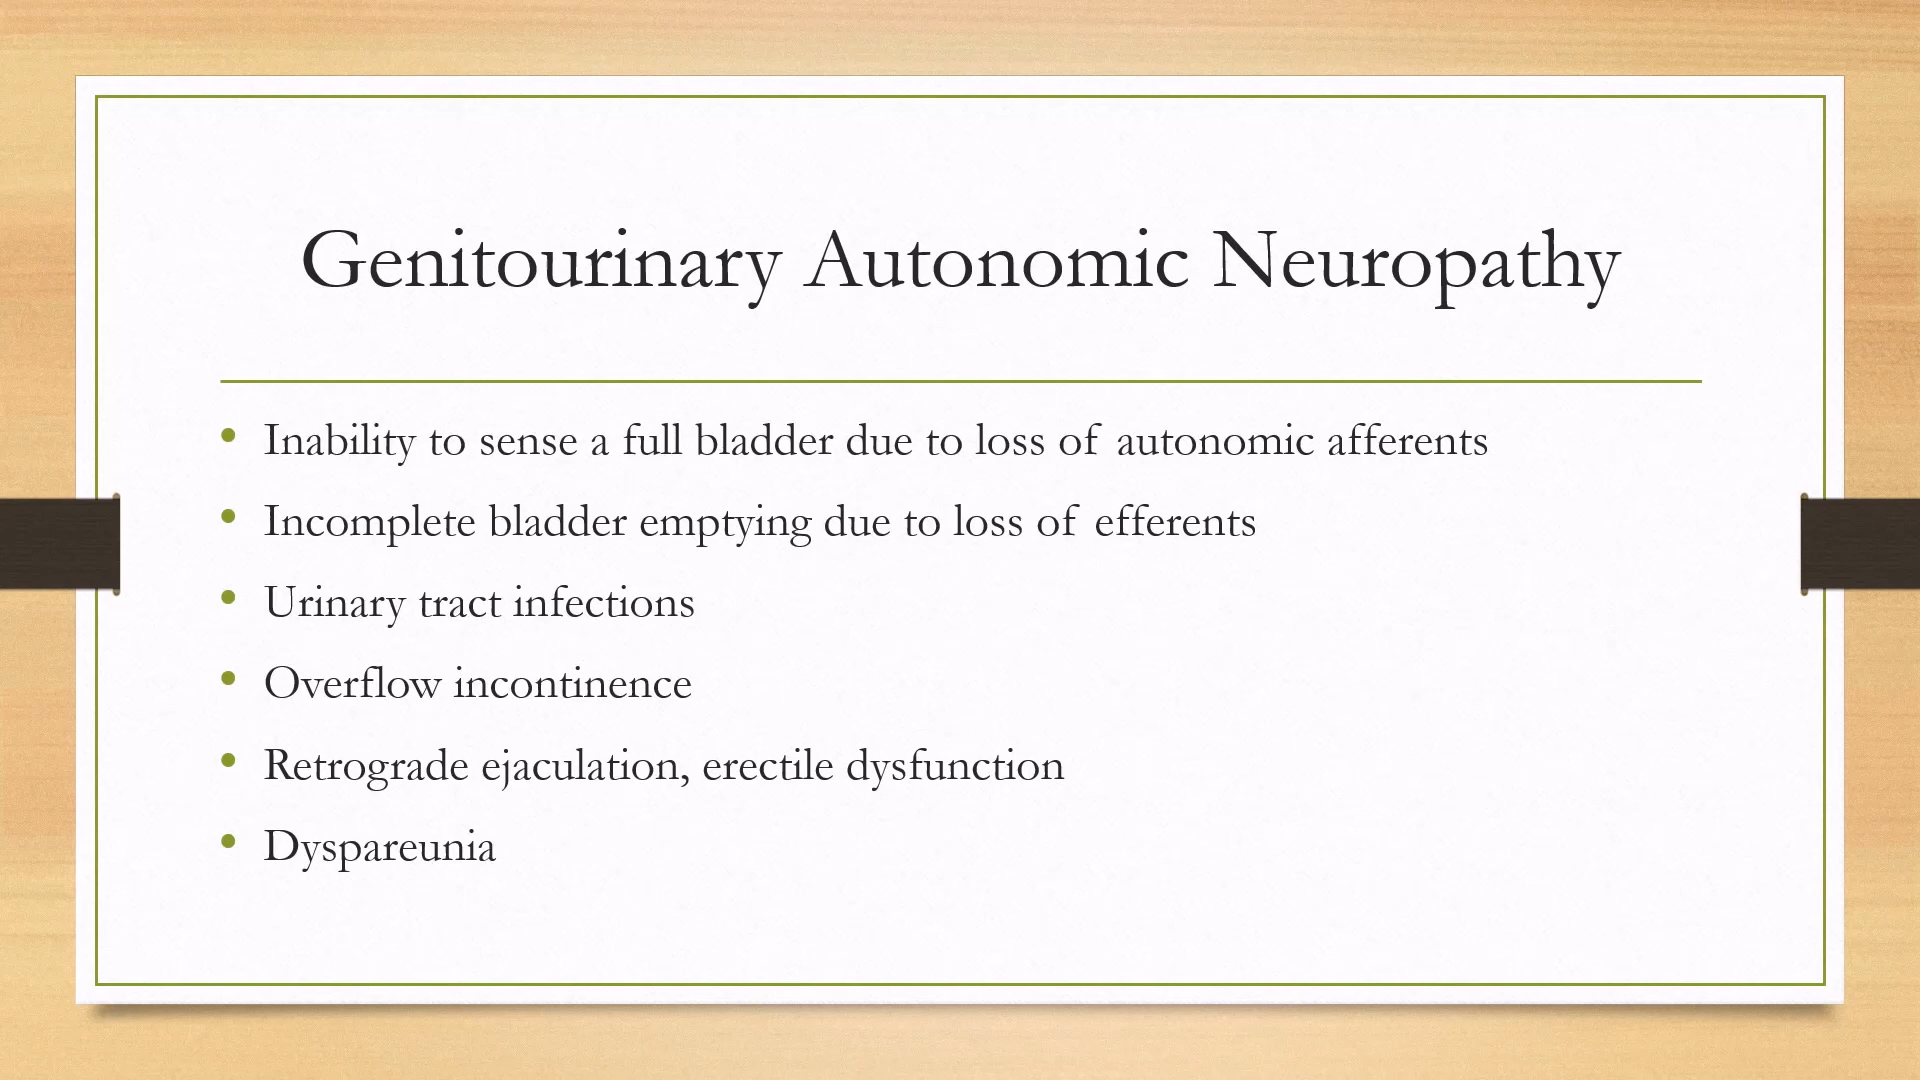 Genitourinary Autonomic Neuropathy
• Inability to sense a full bladder due to loss of autonomic afferents
• Incomplete bladder emptying due to loss of efferents
• Urinary tract infections
• Overflow incontinence
• Retrograde ejaculation, erectile dysfunction
• Dyspareunia